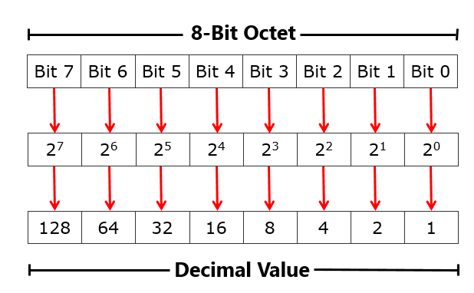 8-Bit Octet
Bit 7 Bit 6 Bit 5 Bit 4 Bit 3 Bit 2 Bit 1 Bit 0
2⁷ 2⁶ 2⁵ 2⁴ 2³ 2² 2¹ 2⁰
128 64 32 16 8 4 2 1
Decimal Value